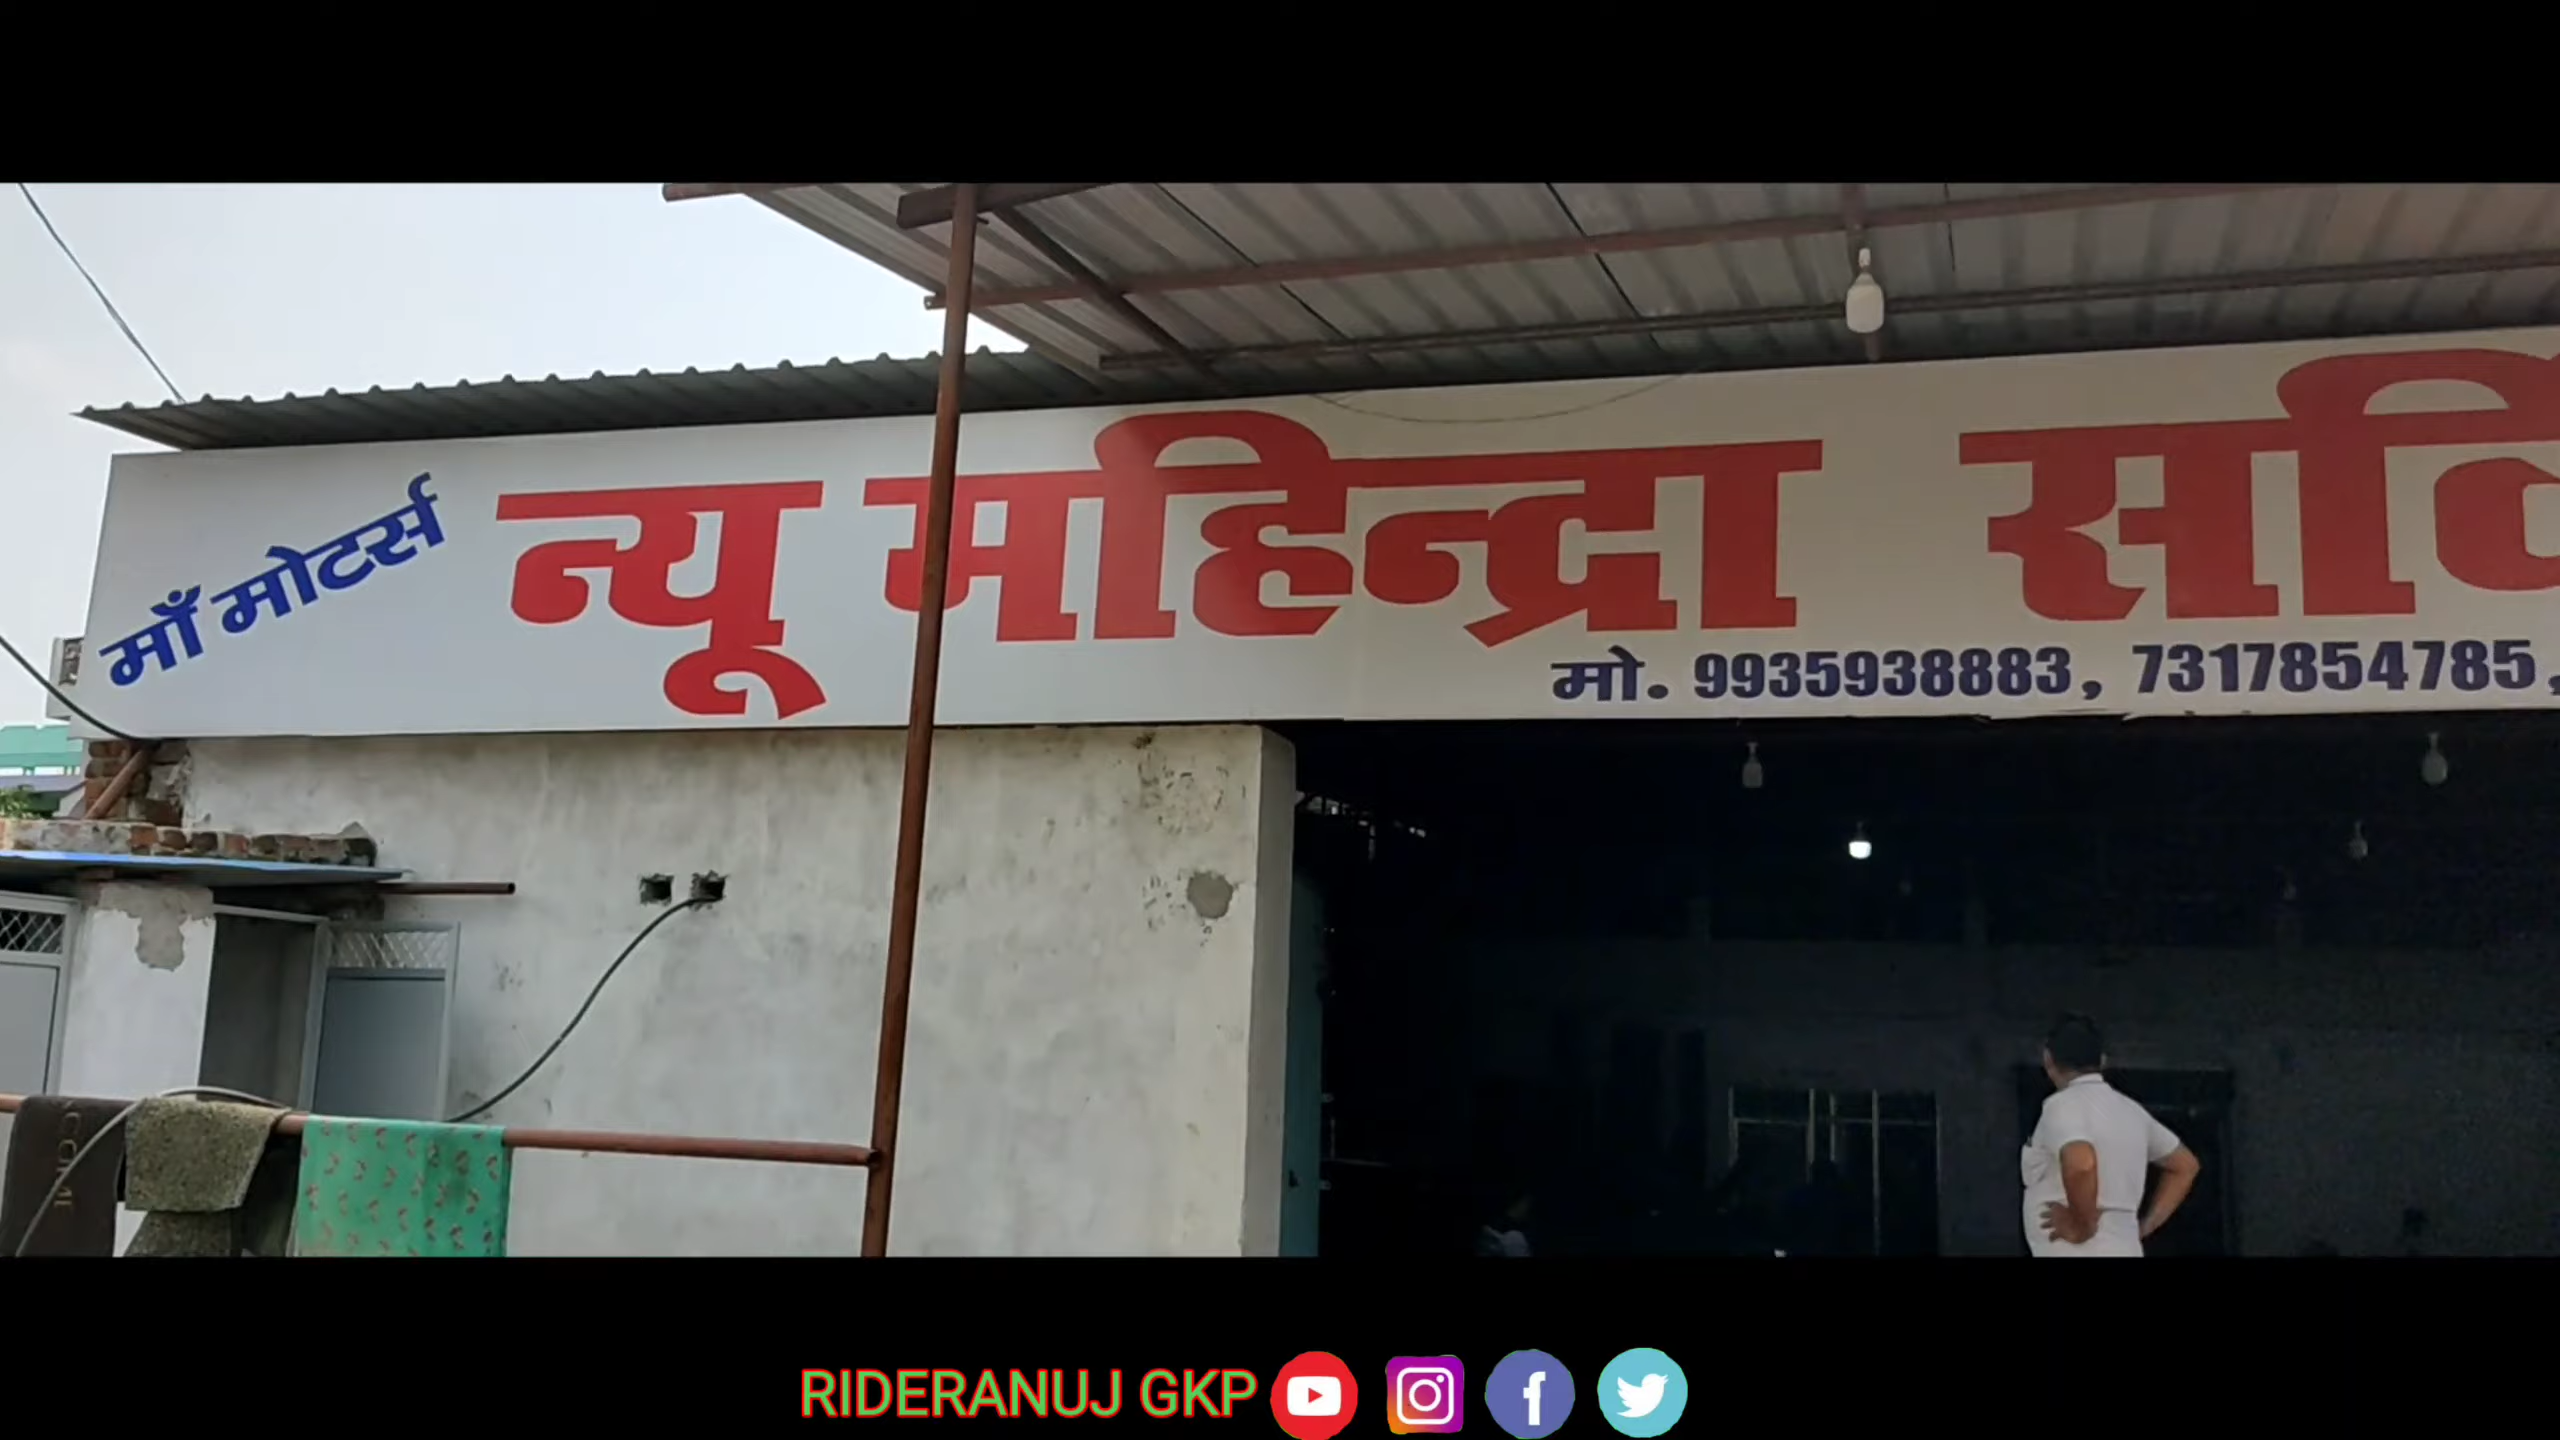 माँ मोटर्स
न्यू महिन्द्रा
मो. 9935938883, 7317854785,
RIDERANUJ GKP